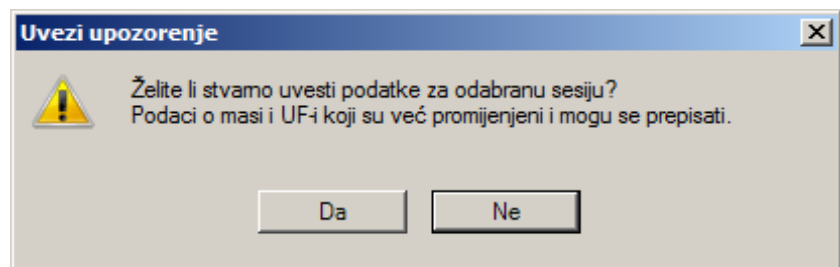 Uvezi upozorenje
Želite li stvarno uvesti podatke za odabranu sesiju?
Podaci o masi i UF-i koji su već promijenjeni i mogu se prepisati.
Da
Ne